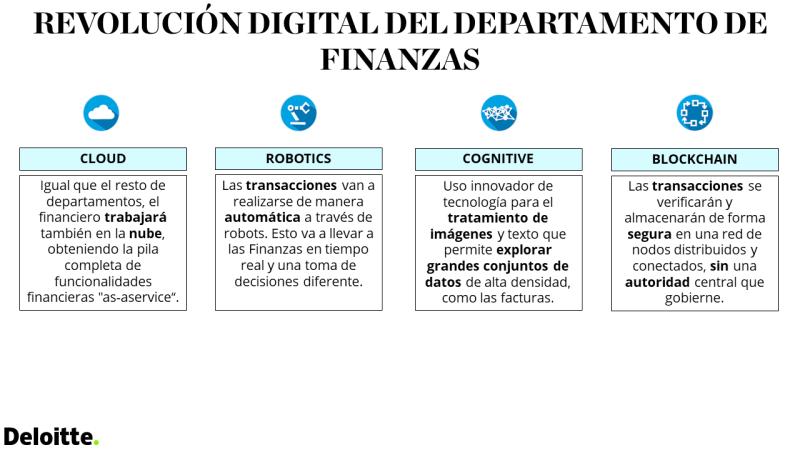 REVOLUCIÓN DIGITAL DEL DEPARTAMENTO DE
FINANZAS
CLOUD
Igual que el resto de
departamentos, el
financiero trabajará
también en la nube,
obteniendo la pila
completa de
funcionalidades
financieras "as-aservice“.
ROBOTICS
Las transacciones van a
realizarse de manera
automática a través de
robots. Esto va a llevar a
las Finanzas en tiempo
real y una toma de
decisiones diferente.
COGNITIVE
Uso innovador de
tecnología para el
tratamiento de
imágenes y texto que
permite explorar
grandes conjuntos de
datos de alta densidad,
como las facturas.
BLOCKCHAIN
Las transacciones se
verificarán y
almacenarán de forma
segura en una red de
nodos distribuidos y
conectados, sin una
autoridad central que
gobierne.
Deloitte.